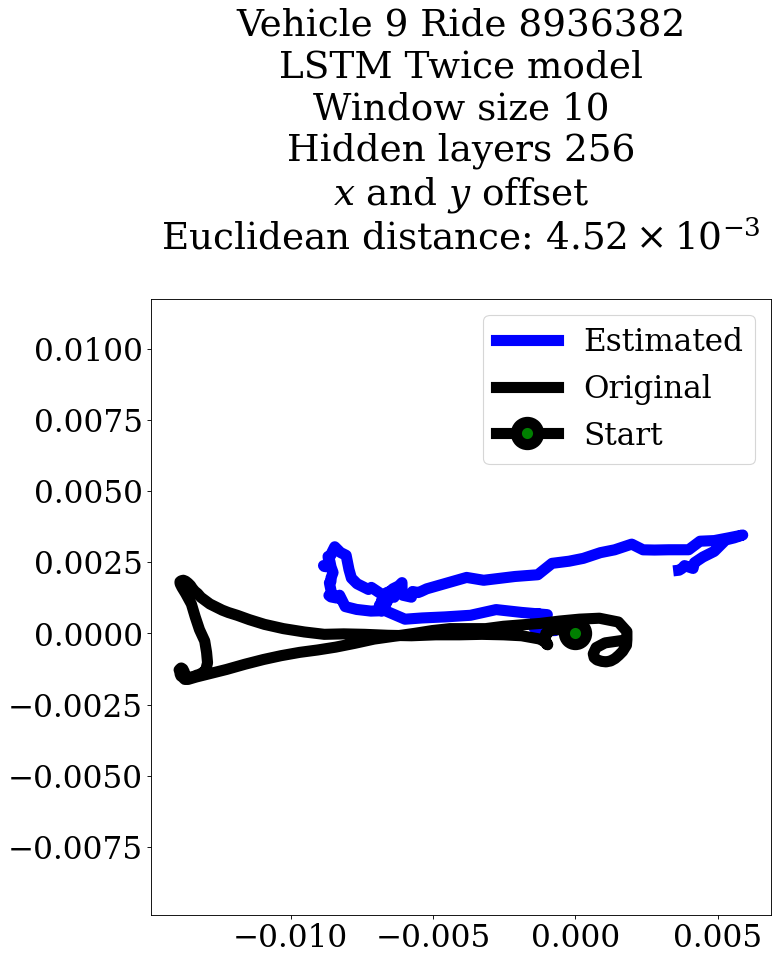 Vehicle 9 Ride 8936382
LSTM Twice model
Window size 10
Hidden layers 256
x and y offset
Euclidean distance: 4.52 × 10⁻³
Estimated
Original
Start
0.0100
0.0075
0.0050
0.0025
0.0000
−0.0025
−0.0050
−0.0075
−0.010 −0.005 0.000 0.005